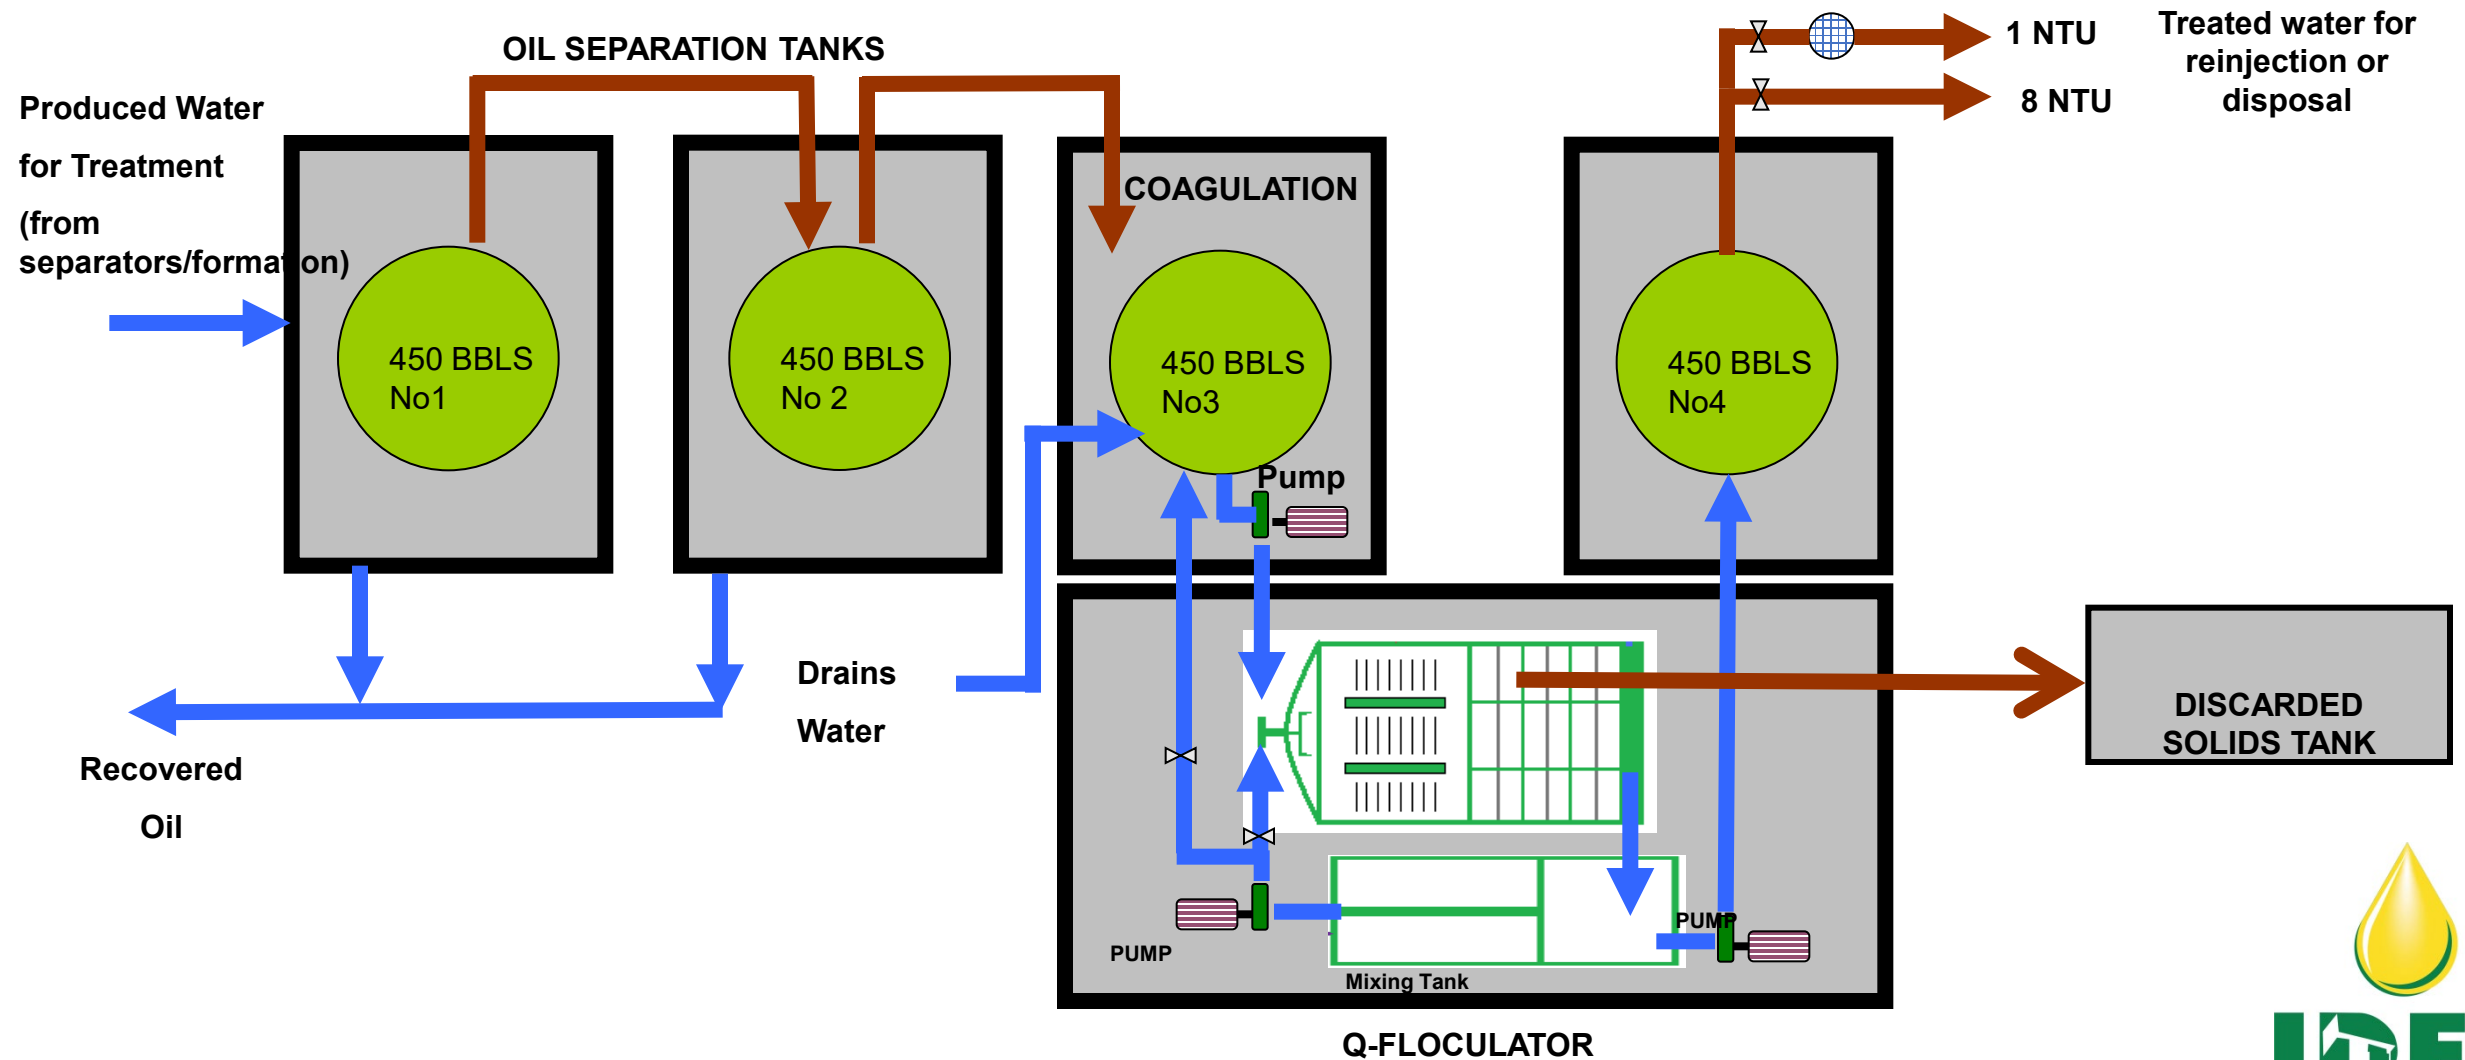 OIL SEPARATION TANKS
Produced Water
for Treatment
(from
separators/formation)
1 NTU
8 NTU
Treated water for
reinjection or
disposal
COAGULATION
450 BBLS
No1
450 BBLS
No 2
450 BBLS
No3
450 BBLS
No4
Pump
Drains
Water
Recovered
Oil
DISCARDED
SOLIDS TANK
PUMP
PUMP
Mixing Tank
Q-FLOCULATOR